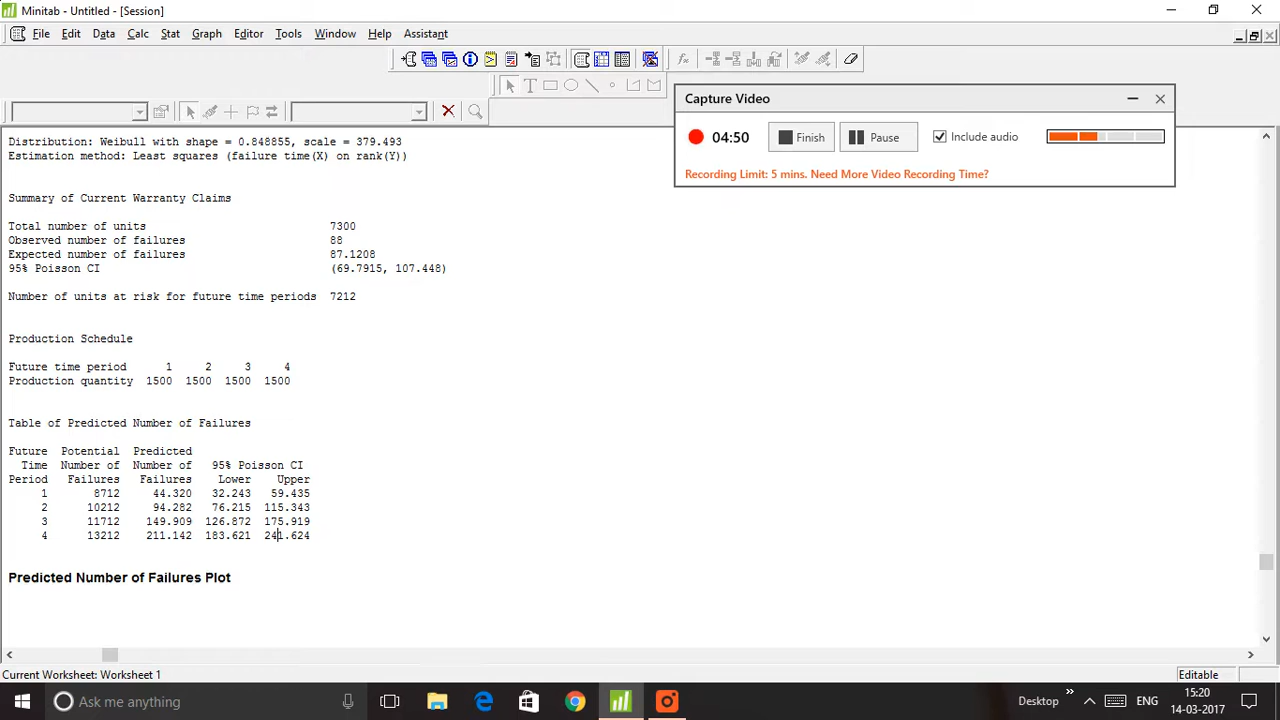 Minitab - Untitled - [Session]
File Edit Data Calc Stat Graph Editor Tools Window Help Assistant
Capture Video
04:50 Finish Pause Include audio
Recording Limit: 5 mins. Need More Video Recording Time?
Distribution: Weibull with shape = 0.848855, scale = 379.493
Estimation method: Least squares (failure time(X) on rank(Y))
Summary of Current Warranty Claims
Total number of units 7300
Observed number of failures 88
Expected number of failures 87.1208
95% Poisson CI (69.7915, 107.448)
Number of units at risk for future time periods 7212
Production Schedule
Future time period 1 2 3 4
Production quantity 1500 1500 1500 1500
Table of Predicted Number of Failures
Future Potential Predicted
Time Number of Number of 95% Poisson CI
Period Failures Failures Lower Upper
1 8712 44.320 32.243 59.435
2 10212 94.282 76.215 115.343
3 11712 149.909 126.872 175.919
4 13212 211.142 183.621 241.624
Predicted Number of Failures Plot
Current Worksheet: Worksheet 1 Editable
Ask me anything Desktop ENG 15:20
14-03-2017